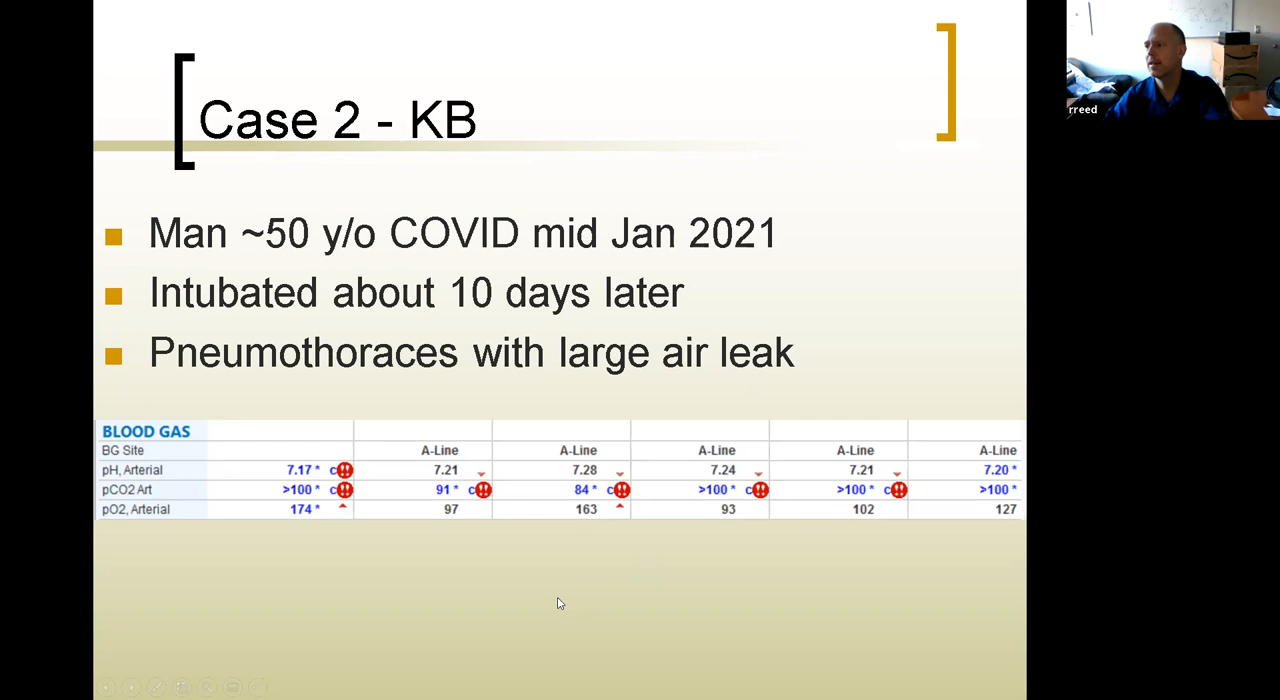 Case 2 - KB
Man ~50 y/o COVID mid Jan 2021
Intubated about 10 days later
Pneumothoraces with large air leak
BLOOD GAS
BG Site A-Line A-Line A-Line A-Line A-Line
pH, Arterial 7.17 * c 7.21 7.28 7.24 7.21 7.20 *
pCO2 Art >100 * c 91 * c 84 * c >100 * c >100 * c >100 *
pO2, Arterial 174 * 97 163 93 102 127
rreed